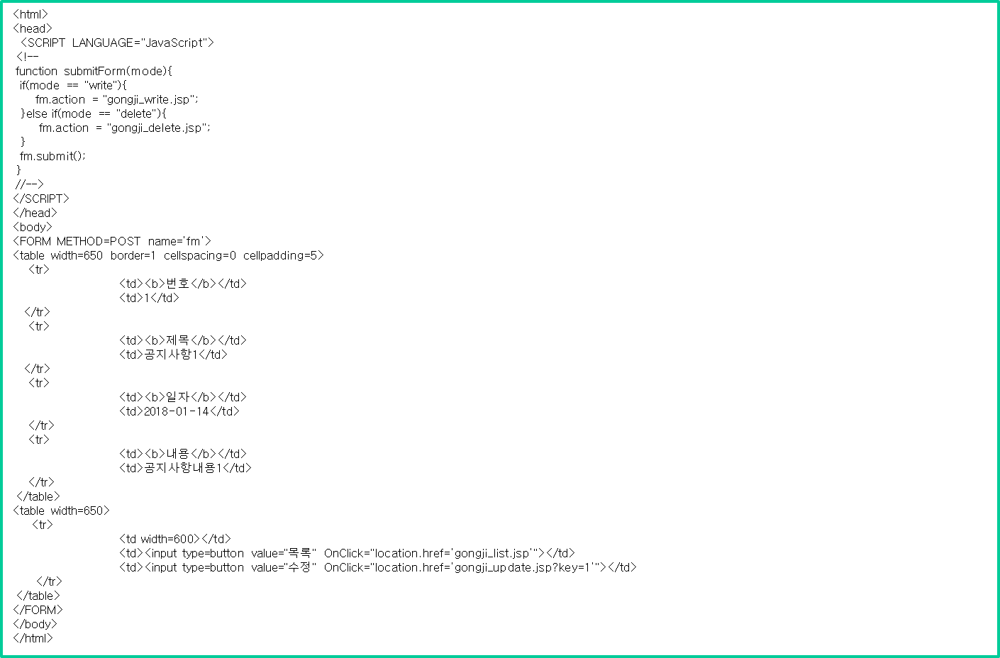 <html>
<head>
<SCRIPT LANGUAGE="JavaScript">
<!--
function submitForm(mode){
if(mode == "write"){
fm.action = "gongji_write.jsp";
}else if(mode == "delete"){
fm.action = "gongji_delete.jsp";
}
fm.submit();
}
//-->
</SCRIPT>
</head>
<body>
<FORM METHOD=POST name='fm'>
<table width=650 border=1 cellspacing=0 cellpadding=5>
<tr>
<td><b>번호</b></td>
<td>1</td>
</tr>
<tr>
<td><b>제목</b></td>
<td>공지사항1</td>
</tr>
<tr>
<td><b>일자</b></td>
<td>2018-01-14</td>
</tr>
<tr>
<td><b>내용</b></td>
<td>공지사항내용1</td>
</tr>
</table>
<table width=650>
<tr>
<td width=600></td>
<td><input type=button value="목록" OnClick="location.href='gongji_list.jsp'"></td>
<td><input type=button value="수정" OnClick="location.href='gongji_update.jsp?key=1'"></td>
</tr>
</table>
</FORM>
</body>
</html>